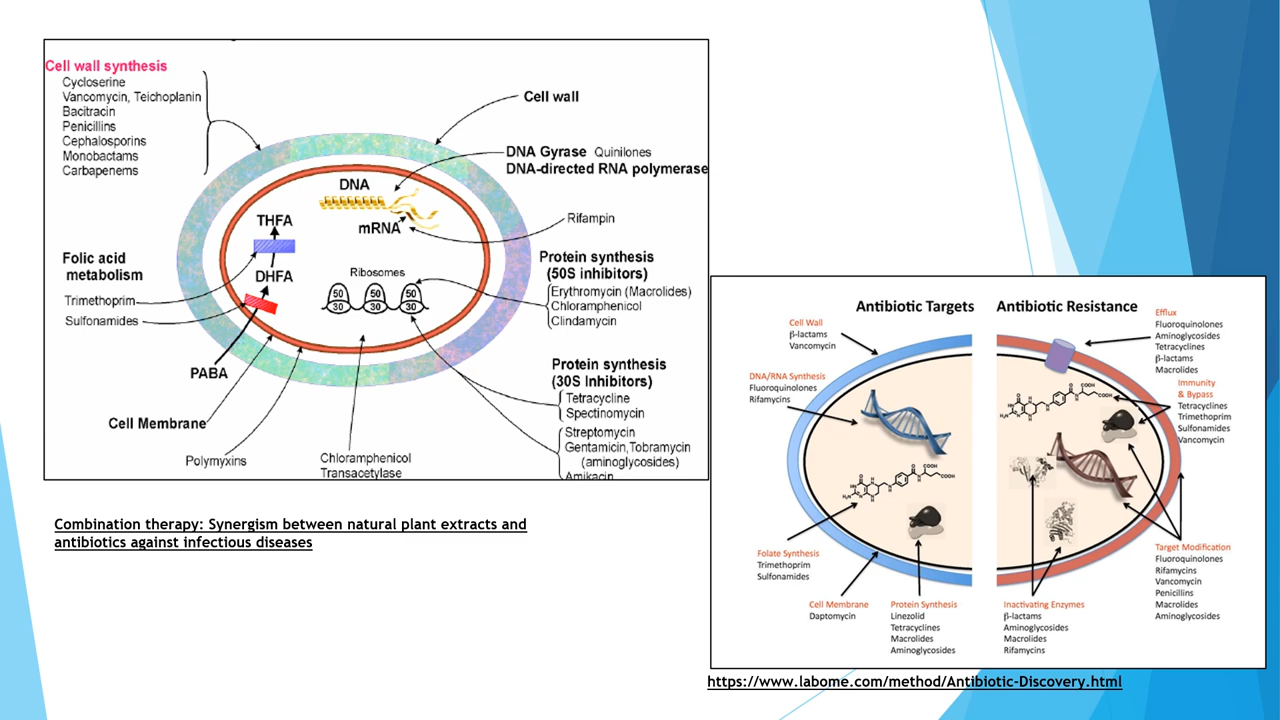 Cell wall synthesis
Cycloserine
Vancomycin, Teichoplanin
Bacitracin
Penicillins
Cephalosporins
Monobactams
Carbapenems
Cell wall
DNA Gyrase Quinilones
DNA-directed RNA polymerase
DNA
mRNA
Rifampin
THFA
DHFA
PABA
Folic acid
metabolism
Trimethoprim
Sulfonamides
Ribosomes
50 50 50
30 30 30
Protein synthesis
(50S inhibitors)
Erythromycin (Macrolides)
Chloramphenicol
Clindamycin
Protein synthesis
(30S Inhibitors)
Tetracycline
Spectinomycin
Streptomycin
Gentamicin,Tobramycin
(aminoglycosides)
Amikacin
Cell Membrane
Polymyxins
Chloramphenicol
Transacetylase
Combination therapy: Synergism between natural plant extracts and
antibiotics against infectious diseases
Antibiotic Targets
Cell Wall
β-lactams
Vancomycin
DNA/RNA Synthesis
Fluoroquinolones
Rifamycins
Folate Synthesis
Trimethoprim
Sulfonamides
Cell Membrane
Daptomycin
Protein Synthesis
Linezolid
Tetracyclines
Macrolides
Aminoglycosides
Antibiotic Resistance
Efflux
Fluoroquinolones
Aminoglycosides
Tetracyclines
β-lactams
Macrolides
Immunity
& Bypass
Tetracyclines
Trimethoprim
Sulfonamides
Vancomycin
Target Modification
Fluoroquinolones
Rifamycins
Vancomycin
Penicillins
Macrolides
Aminoglycosides
Inactivating Enzymes
β-lactams
Aminoglycosides
Macrolides
Rifamycins
https://www.labome.com/method/Antibiotic-Discovery.html